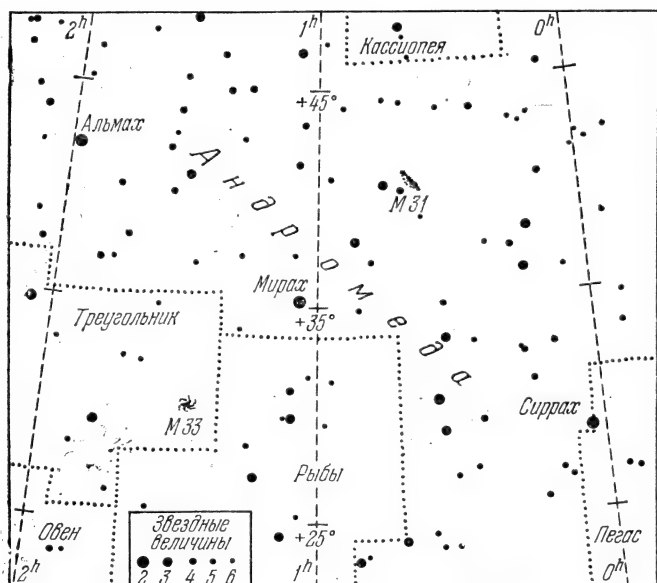 2h
1h
0h
Кассиопея
+45°
Альмах
Андромеда
М 31
Мирах
+35°
Треугольник
М 33
Сиррах
Рыбы
Звездные
величины
2 3 4 5 6
+25°
Овен
Пегас
2h
1h
0h